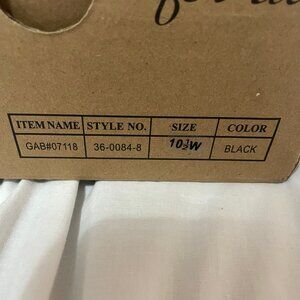 ITEM NAME STYLE NO. SIZE COLOR
GAB#07118 36-0084-8 10½W BLACK